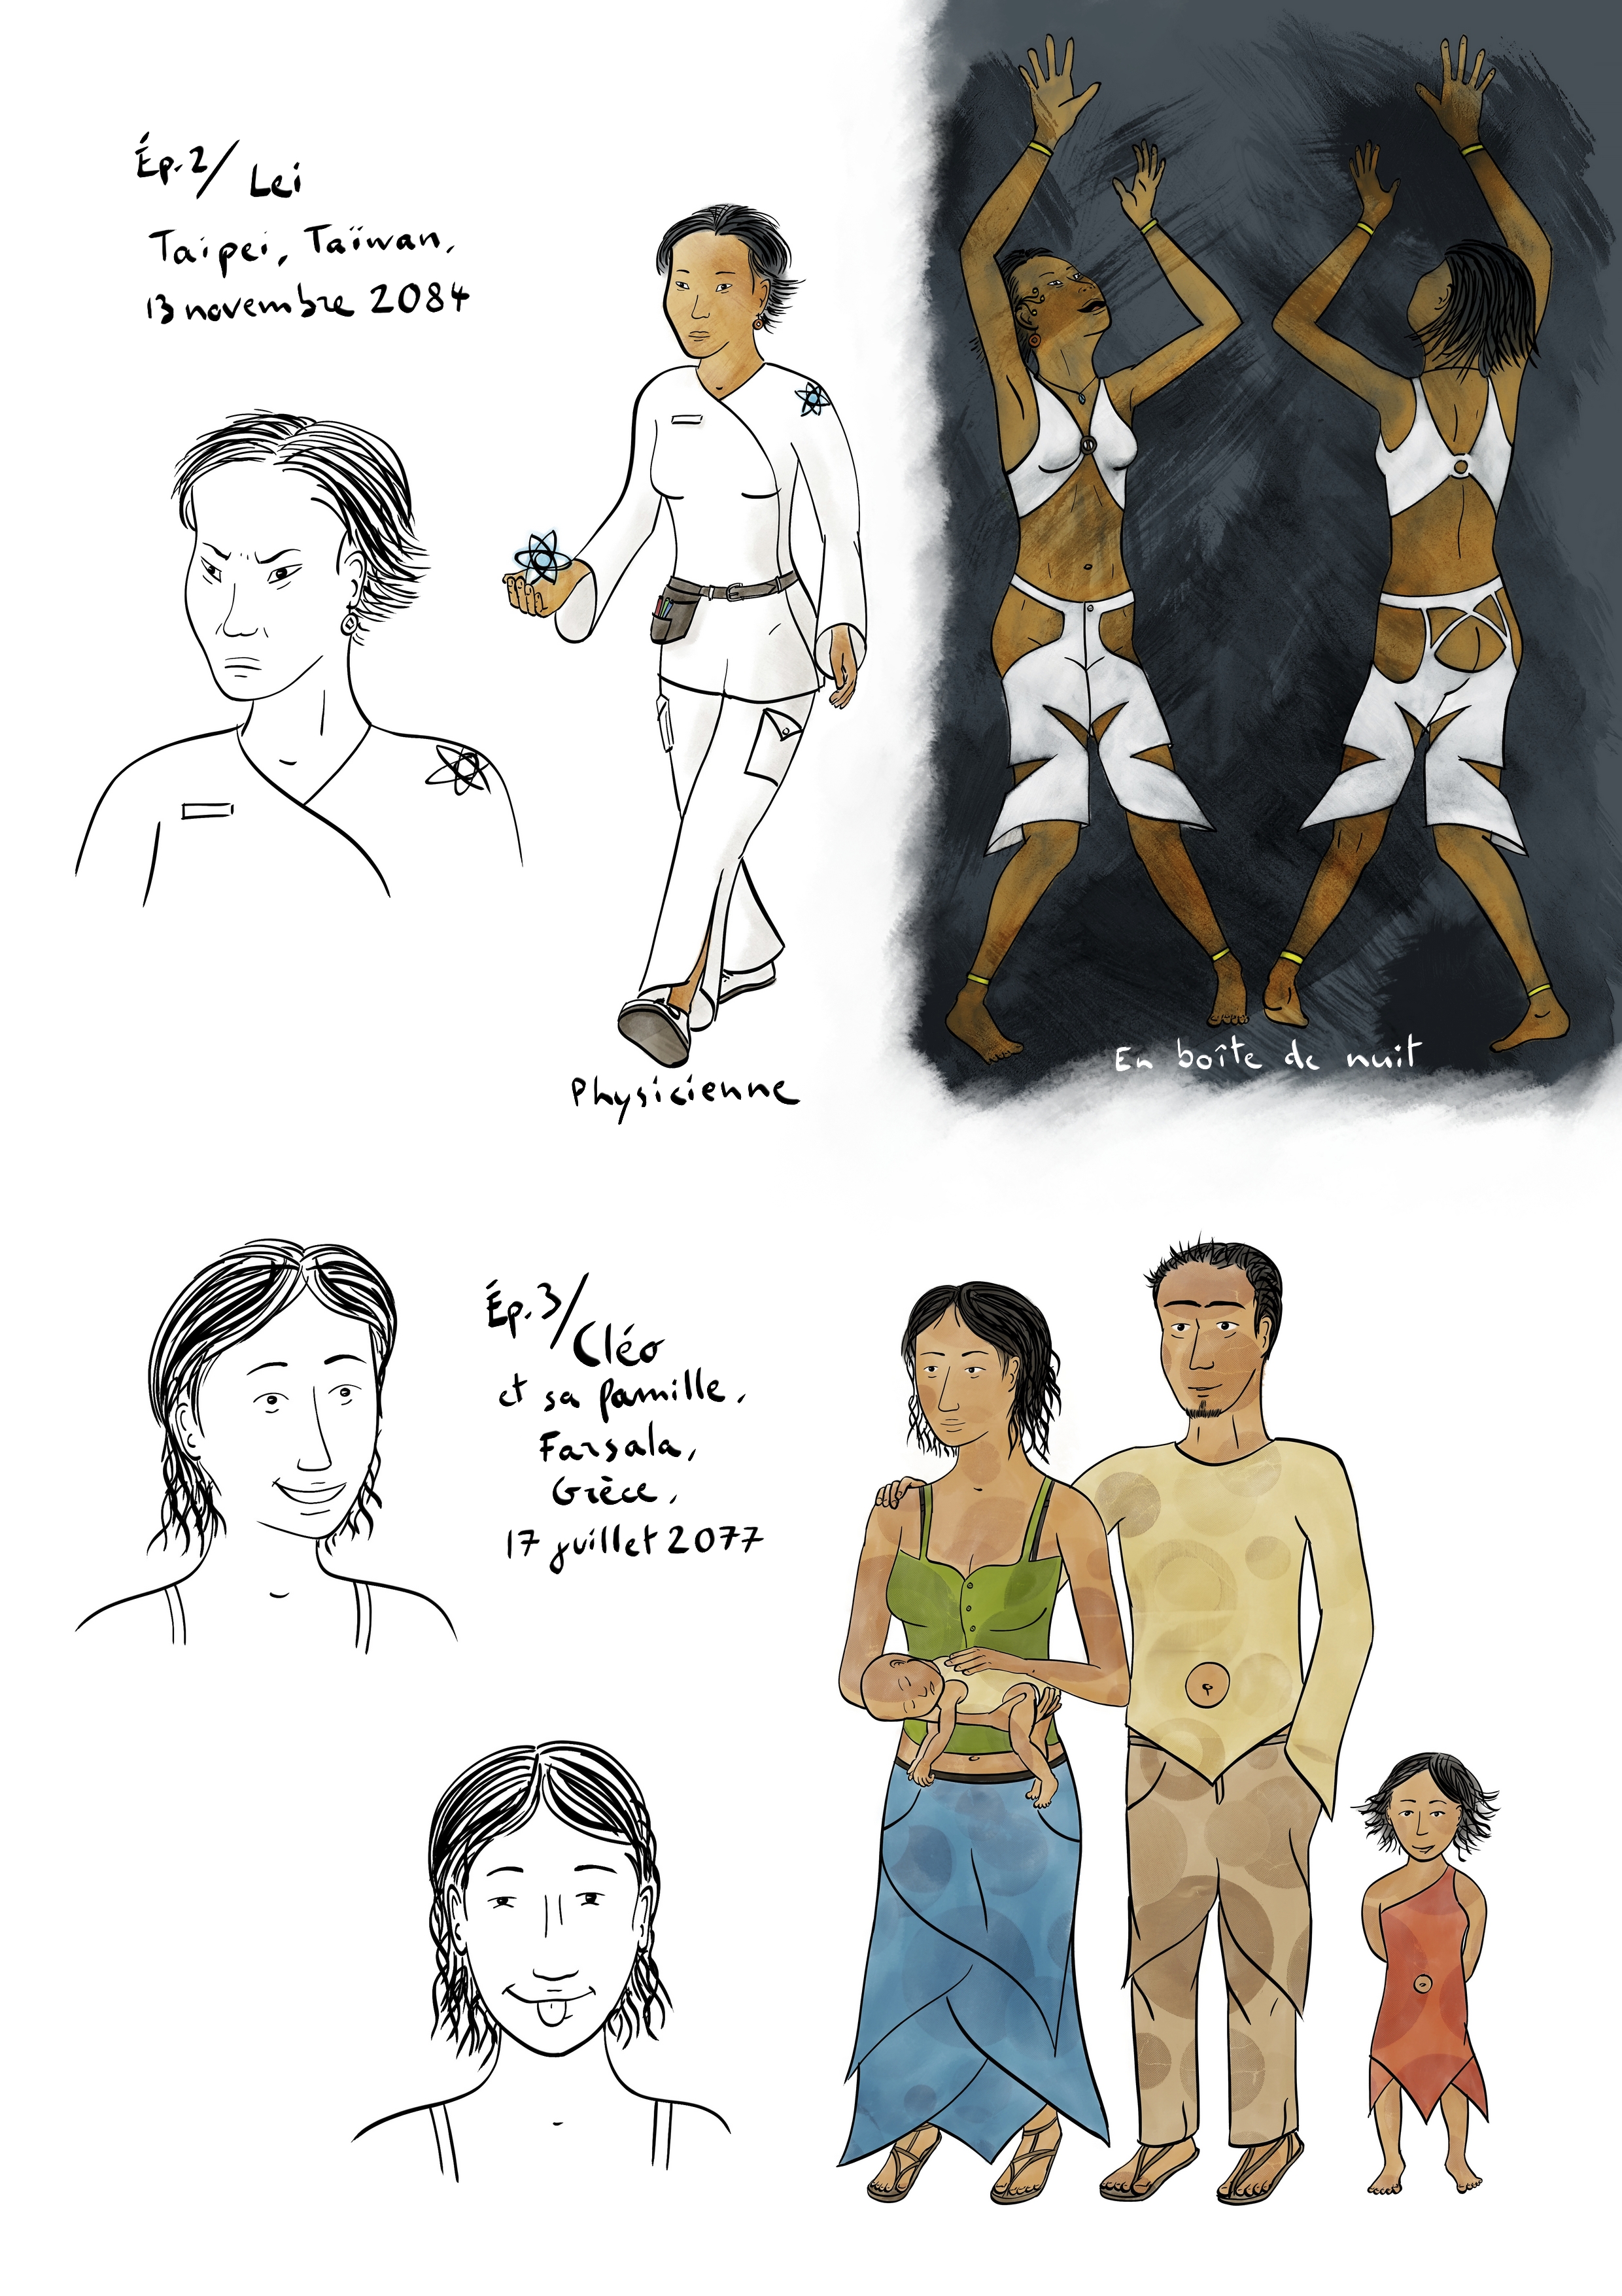 Ép. 2/ Lei
Taipei, Taïwan,
13 novembre 2084
Physicienne
En boîte de nuit
Ép. 3/ Cléo
et sa famille,
Farsala,
Grèce,
17 juillet 2077